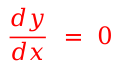 dy/dx = 0